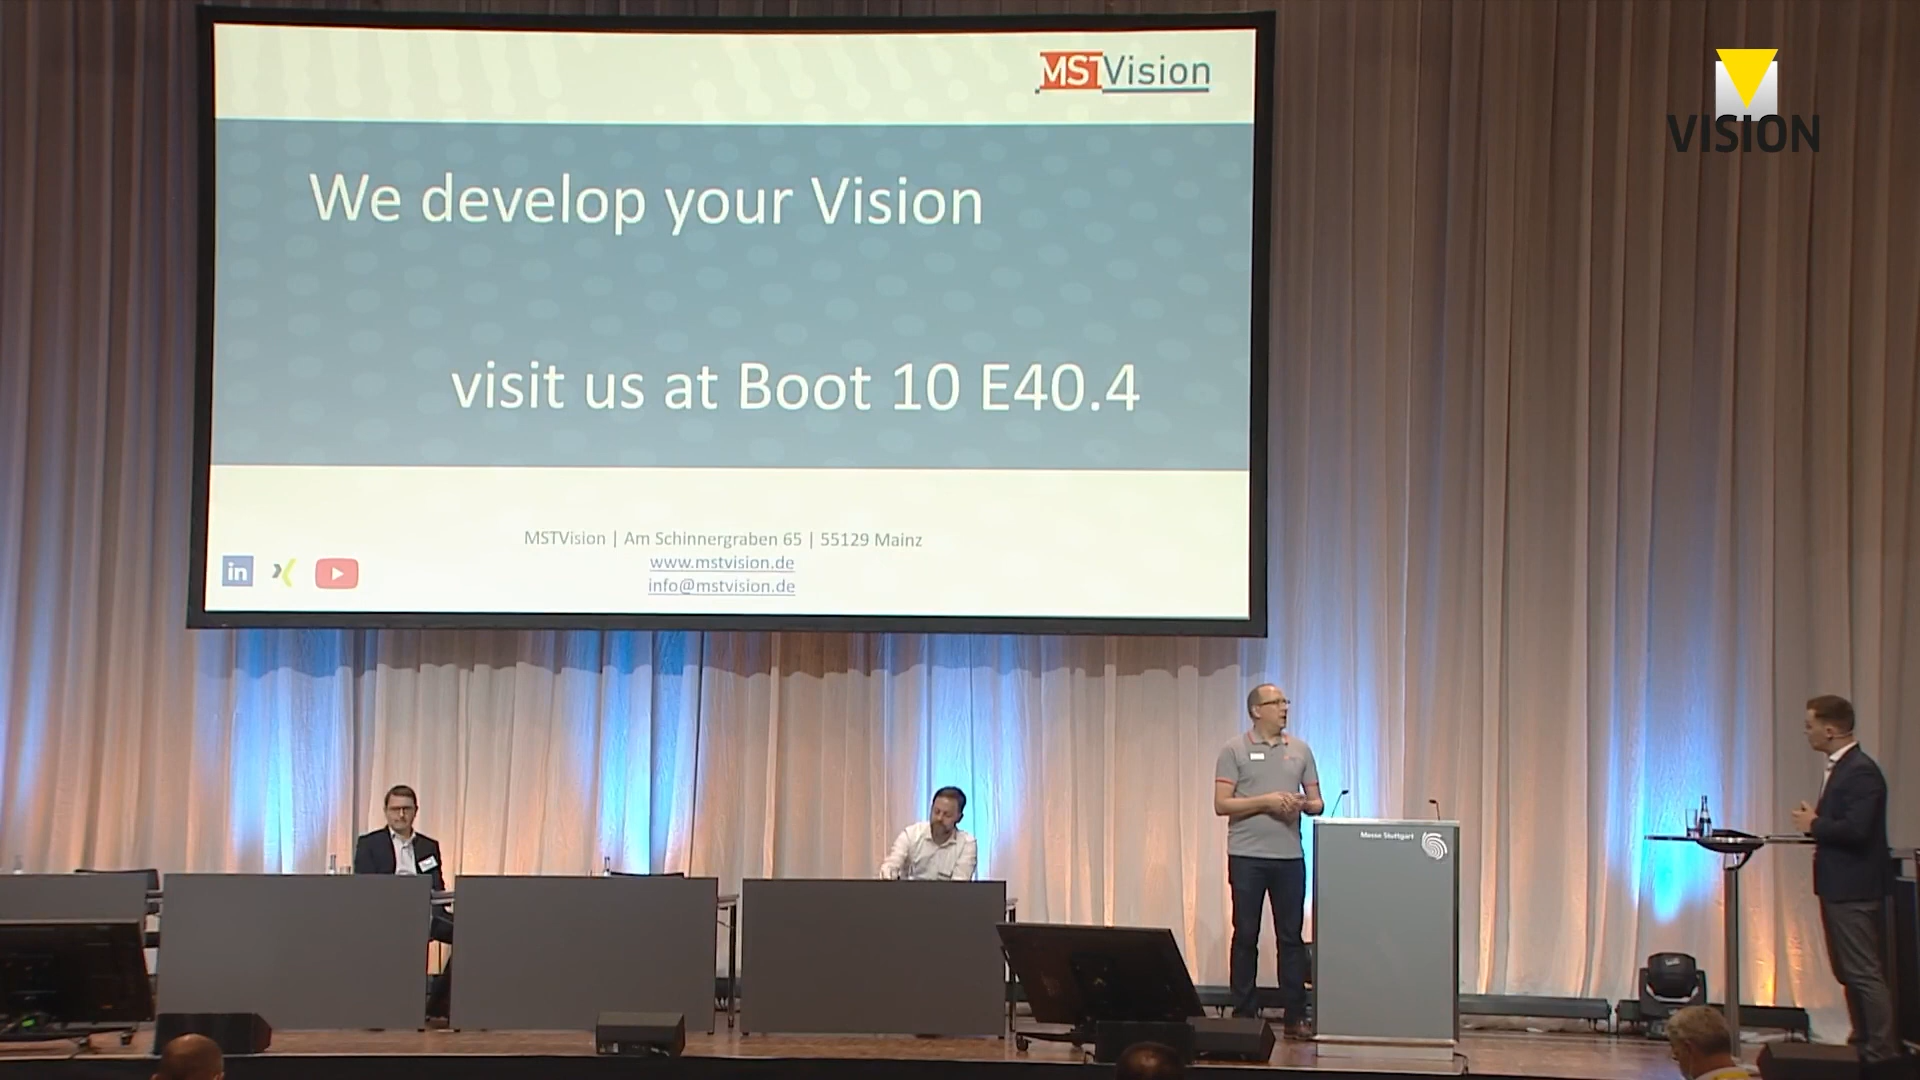 MSTVision
VISION
We develop your Vision
visit us at Boot 10 E40.4
MSTVision | Am Schinnergraben 65 | 55129 Mainz
www.mstvision.de
info@mstvision.de
in
Messe Stuttgart